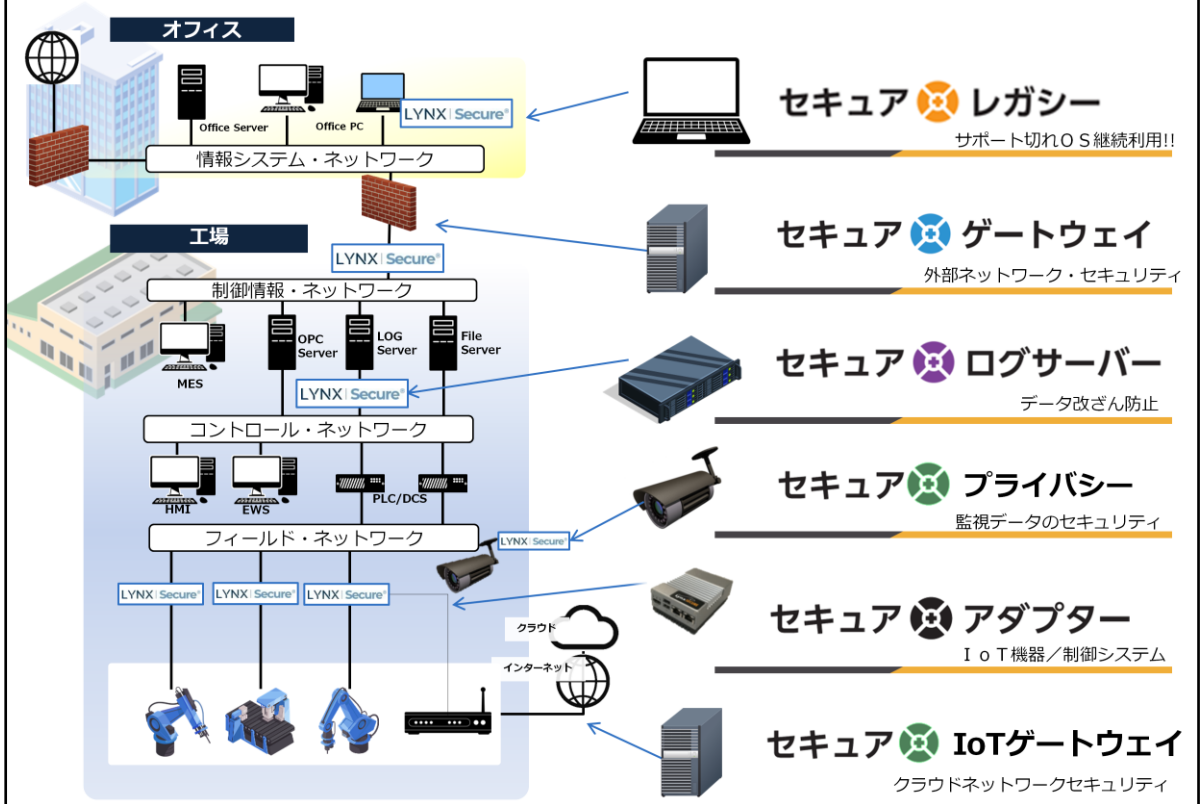 オフィス
Office Server
Office PC
LYNX Secure®
情報システム・ネットワーク
工場
LYNX Secure®
制御情報・ネットワーク
MES
OPC
Server
LOG
Server
File
Server
LYNX Secure®
コントロール・ネットワーク
HMI
EWS
PLC/DCS
フィールド・ネットワーク
LYNX Secure®
LYNX Secure®
LYNX Secure®
LYNX Secure®
クラウド
インターネット
セキュア レガシー
サポート切れOS継続利用!!
セキュア ゲートウェイ
外部ネットワーク・セキュリティ
セキュア ログサーバー
データ改ざん防止
セキュア プライバシー
監視データのセキュリティ
セキュア アダプター
IoT機器/制御システム
セキュア IoTゲートウェイ
クラウドネットワークセキュリティ